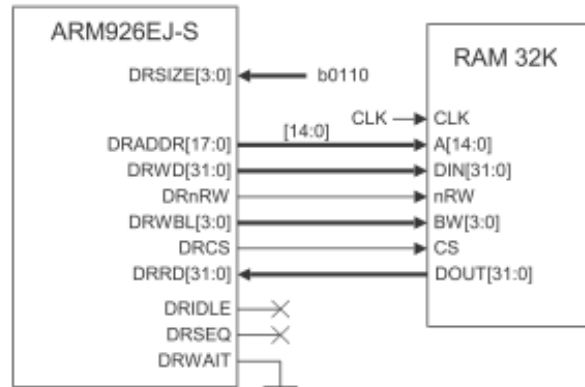 ARM926EJ-S
RAM 32K
DRSIZE[3:0] b0110
CLK CLK
DRADDR[17:0] [14:0] A[14:0]
DRWD[31:0] DIN[31:0]
DRnRW nRW
DRWBL[3:0] BW[3:0]
DRCS CS
DRRD[31:0] DOUT[31:0]
DRIDLE
DRSEQ
DRWAIT